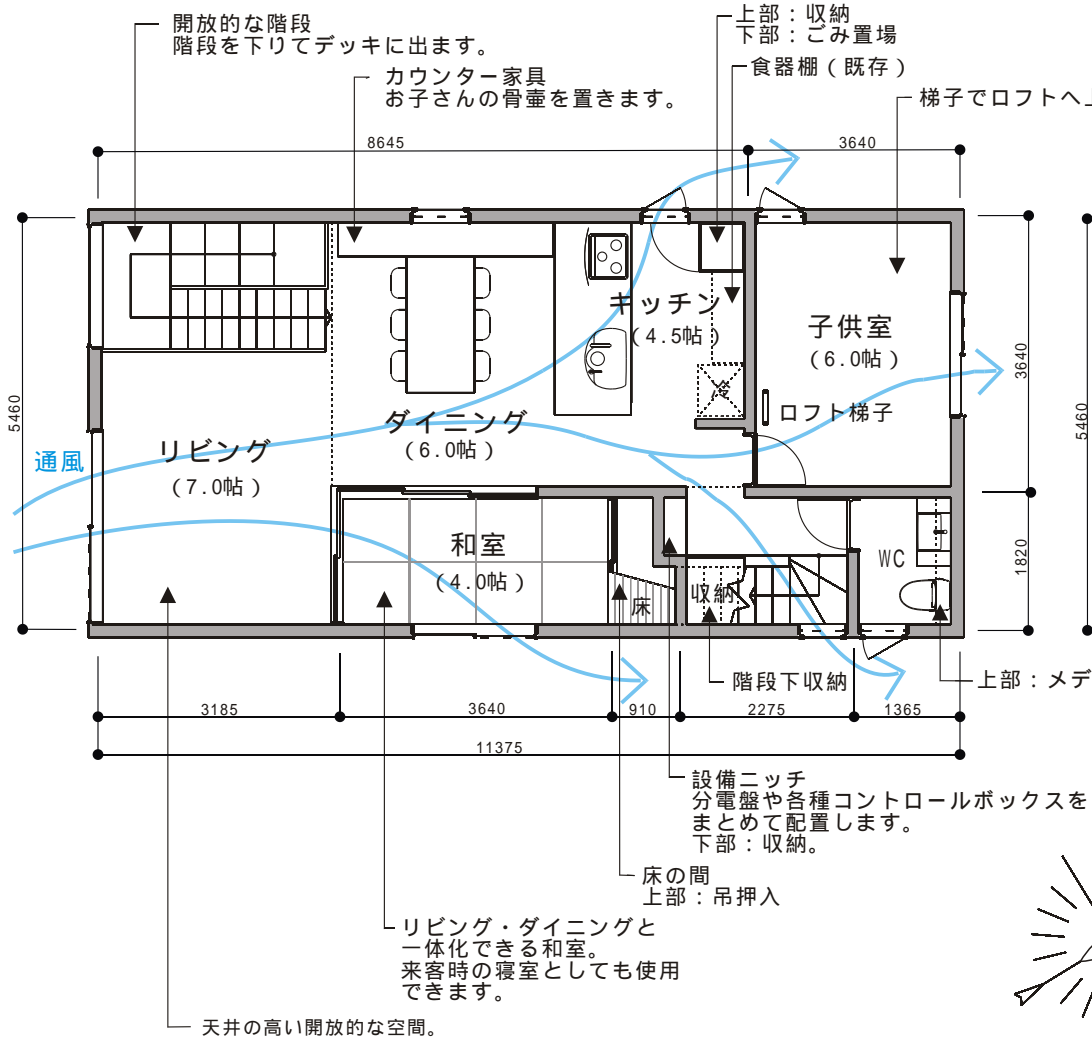 開放的な階段
階段を下りてデッキに出ます。
カウンター家具
お子さんの骨壷を置きます。
上部：収納
下部：ごみ置場
食器棚（既存）
梯子でロフトへ上
8645
3640
5460
キッチン
（4.5帖）
冷
子供室
（6.0帖）
ロフト梯子
3640
5460
ダイニング
（6.0帖）
リビング
（7.0帖）
通風
和室
（4.0帖）
床
収納
WC
1820
階段下収納
上部：メデ
3185
3640
910
2275
1365
11375
設備ニッチ
分電盤や各種コントロールボックスを
まとめて配置します。
下部：収納。
床の間
上部：吊押入
リビング・ダイニングと
一体化できる和室。
来客時の寝室としても使用
できます。
天井の高い開放的な空間。